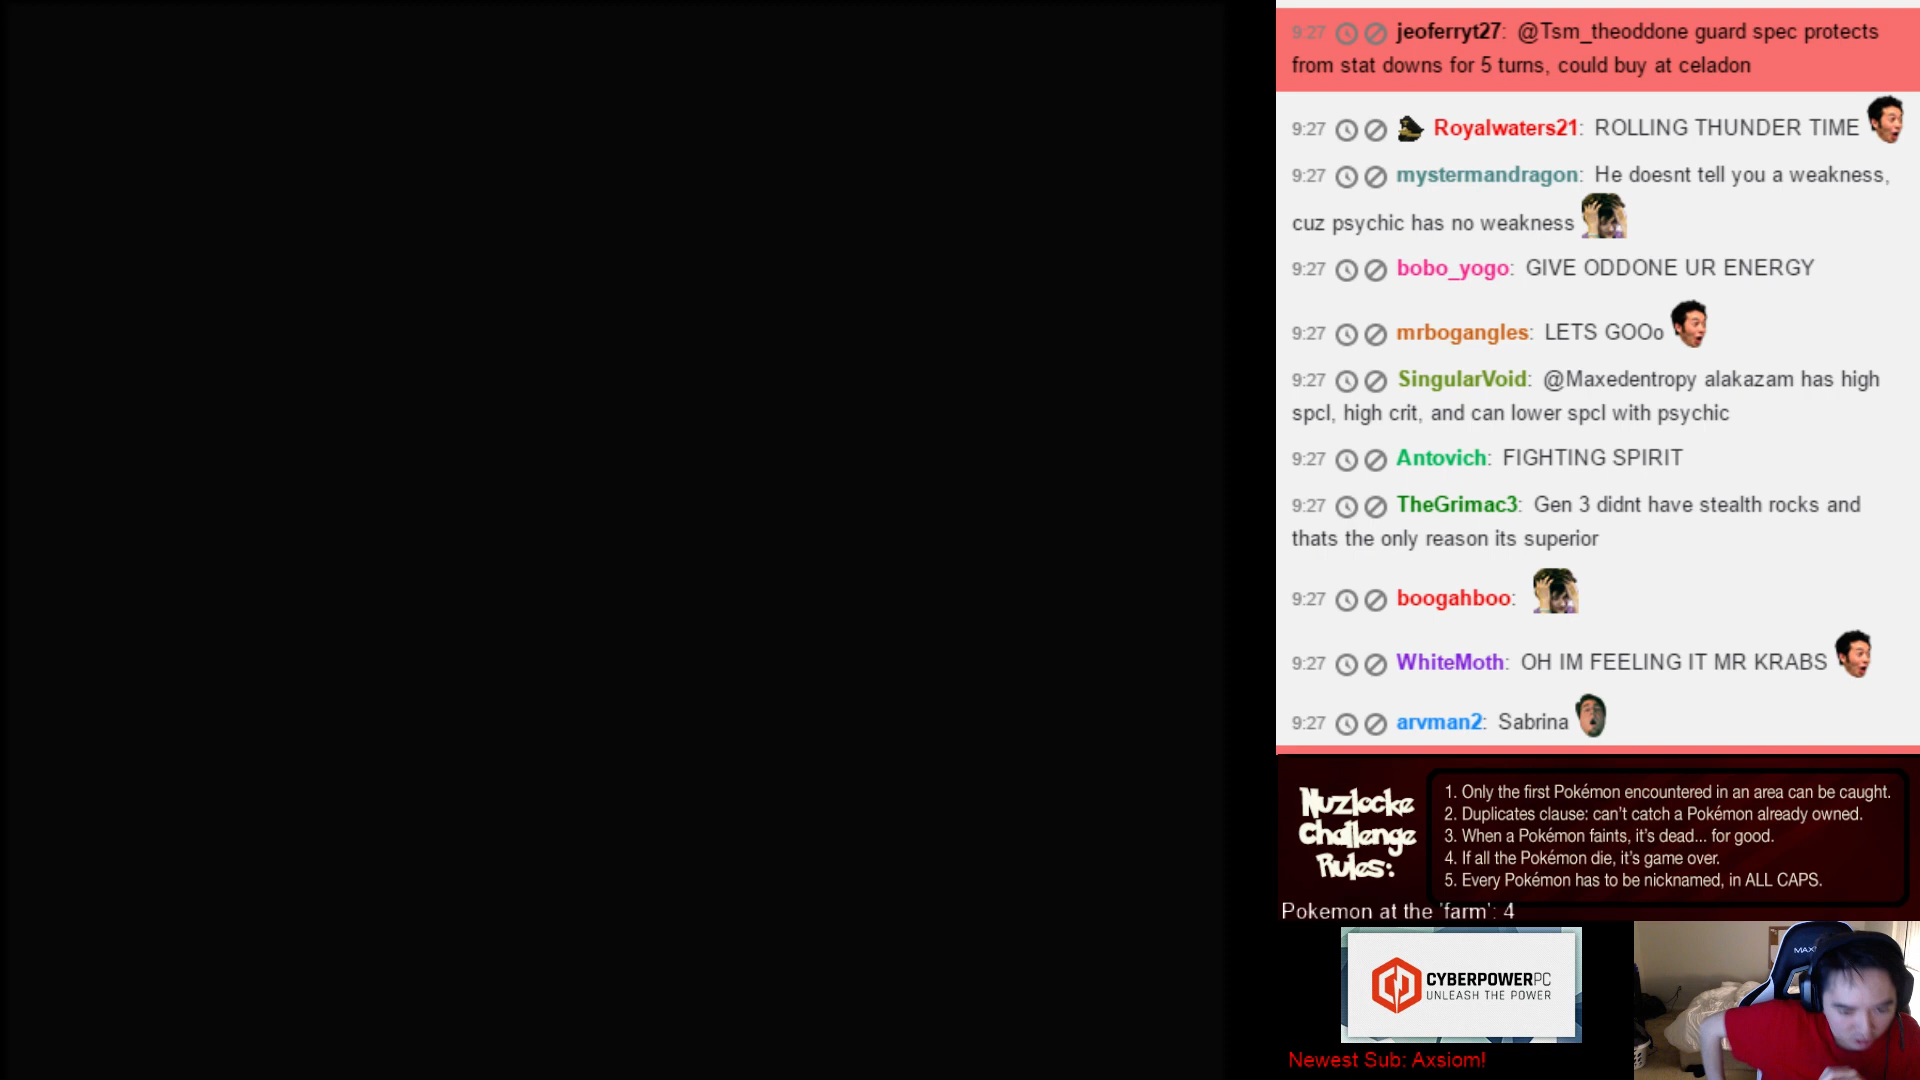 9:27 jeoferryt27: @Tsm_theoddone guard spec protects
from stat downs for 5 turns, could buy at celadon
9:27 Royalwaters21: ROLLING THUNDER TIME
9:27 mystermandragon: He doesnt tell you a weakness,
cuz psychic has no weakness
9:27 bobo_yogo: GIVE ODDONE UR ENERGY
9:27 mrbogangles: LETS GOOo
9:27 SingularVoid: @Maxedentropy alakazam has high
spcl, high crit, and can lower spcl with psychic
9:27 Antovich: FIGHTING SPIRIT
9:27 TheGrimac3: Gen 3 didnt have stealth rocks and
thats the only reason its superior
9:27 boogahboo:
9:27 WhiteMoth: OH IM FEELING IT MR KRABS
9:27 arvman2: Sabrina
Nuzlocke
Challenge
Rules:
1. Only the first Pokémon encountered in an area can be caught.
2. Duplicates clause: can't catch a Pokémon already owned.
3. When a Pokémon faints, it's dead... for good.
4. If all the Pokémon die, it's game over.
5. Every Pokémon has to be nicknamed, in ALL CAPS.
Pokemon at the 'farm': 4
CYBERPOWERPC
UNLEASH THE POWER
MAX
Newest Sub: Axsiom!